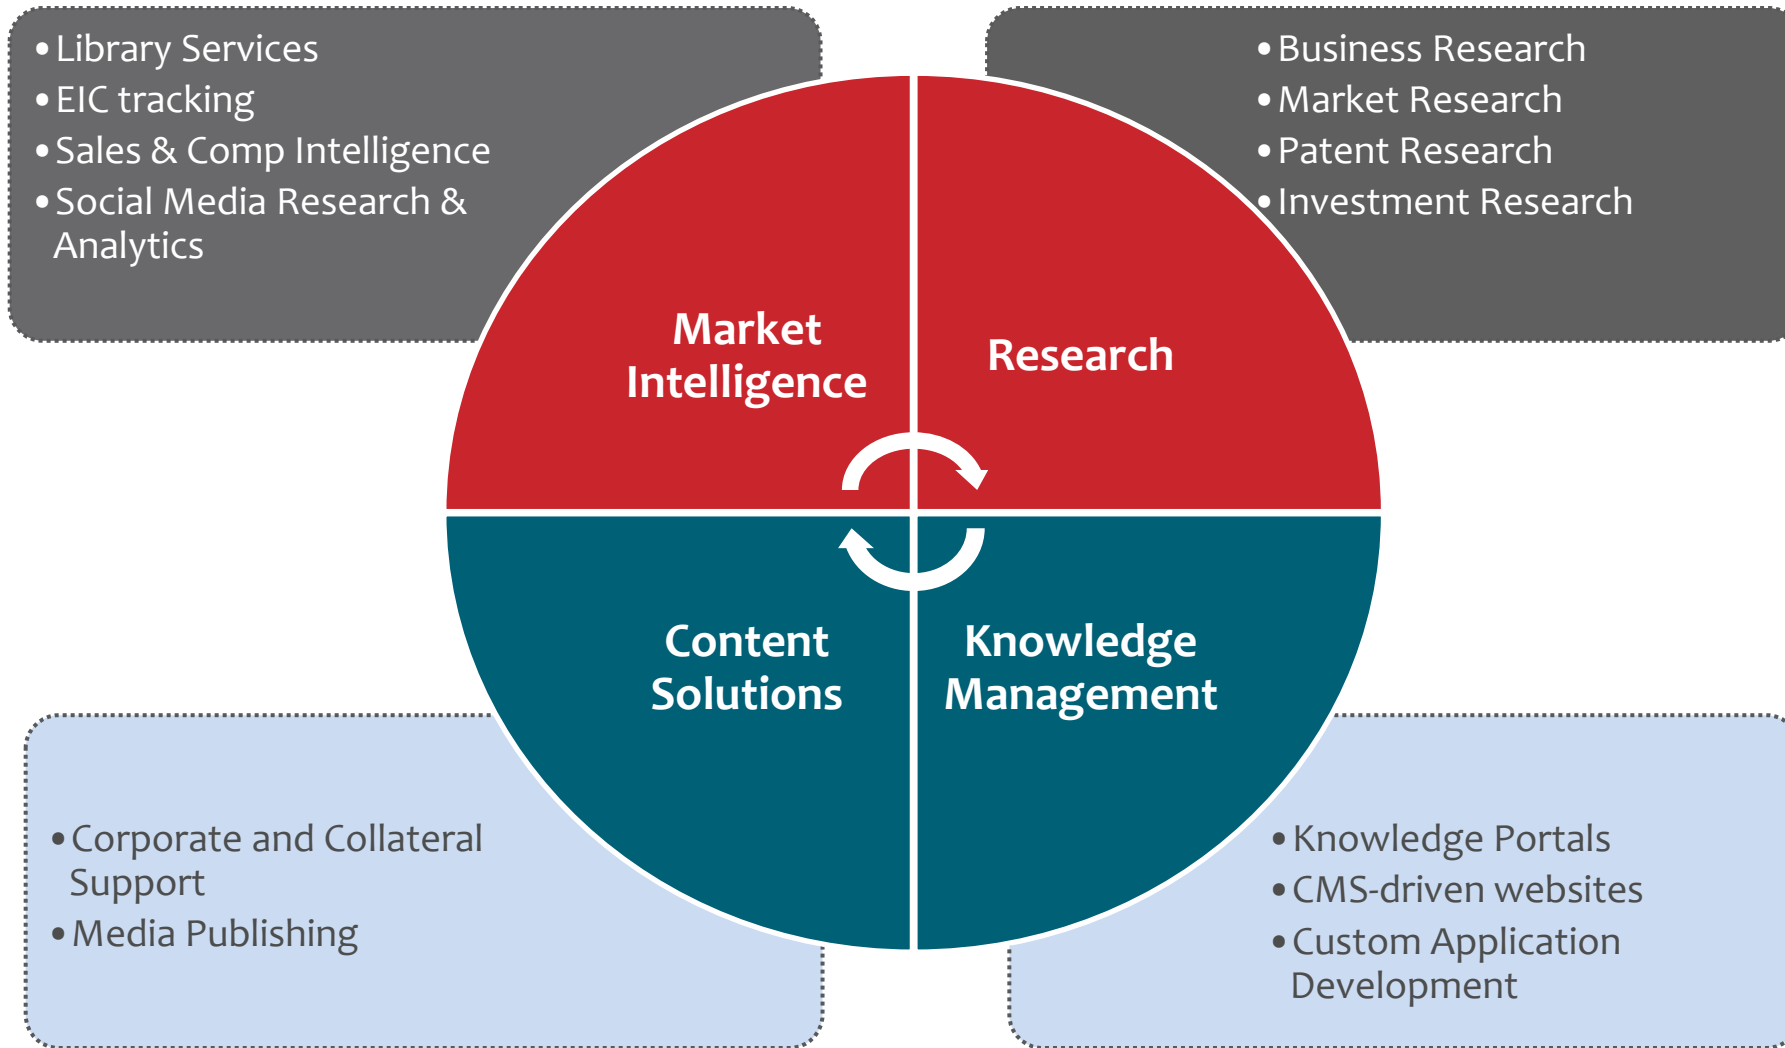 •Library Services
•EIC tracking
•Sales & Comp Intelligence
•Social Media Research &
Analytics
•Business Research
•Market Research
•Patent Research
•Investment Research
Market
Intelligence
Research
Content
Solutions
Knowledge
Management
•Corporate and Collateral
Support
•Media Publishing
•Knowledge Portals
•CMS-driven websites
•Custom Application
Development